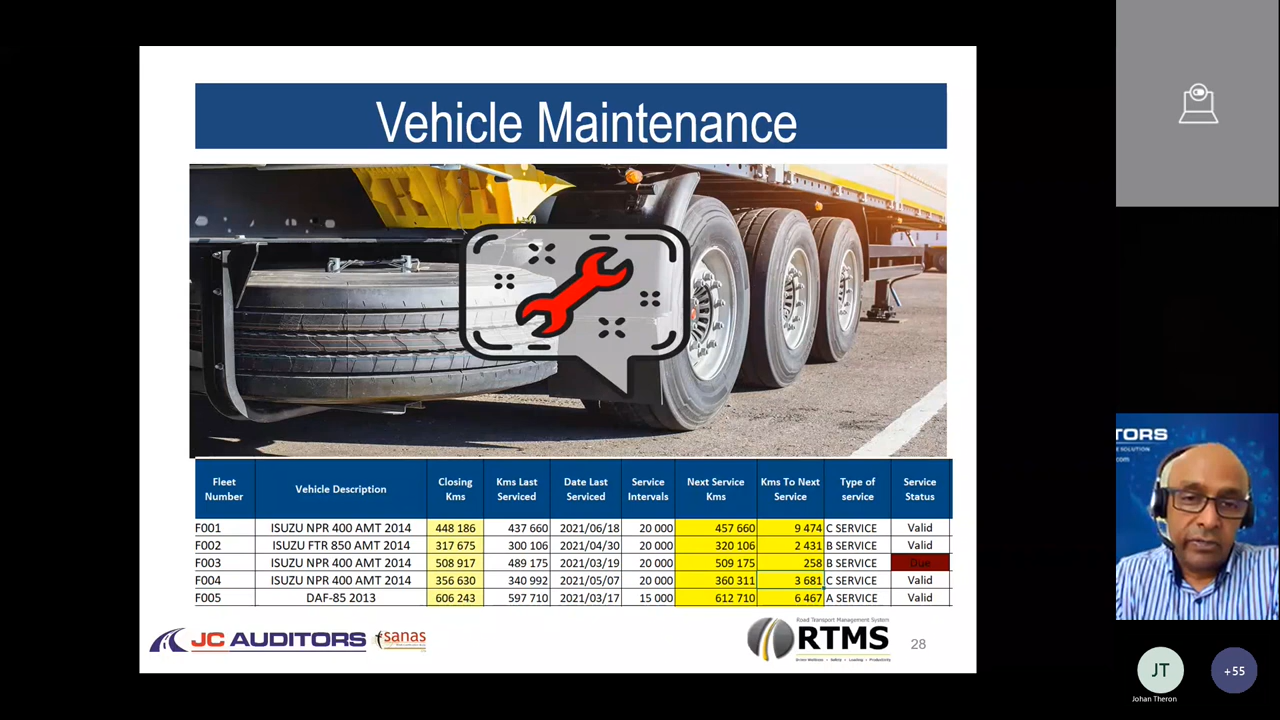 Vehicle Maintenance
Fleet Number Vehicle Description Closing Kms Kms Last Serviced Date Last Serviced Service Intervals Next Service Kms Kms To Next Service Type of service Service Status
F001 ISUZU NPR 400 AMT 2014 448 186 437 660 2021/06/18 20 000 457 660 9 474 C SERVICE Valid
F002 ISUZU FTR 850 AMT 2014 317 675 300 106 2021/04/30 20 000 320 106 2 431 B SERVICE Valid
F003 ISUZU NPR 400 AMT 2014 508 917 489 175 2021/03/19 20 000 509 175 258 B SERVICE Due
F004 ISUZU NPR 400 AMT 2014 356 630 340 992 2021/05/07 20 000 360 311 3 681 C SERVICE Valid
F005 DAF-85 2013 606 243 597 710 2021/03/17 15 000 612 710 6 467 A SERVICE Valid
JC AUDITORS sanas
Road Transport Management System
RTMS
28
TORS
SOLUTION
com
JT
+55
Johan Theron